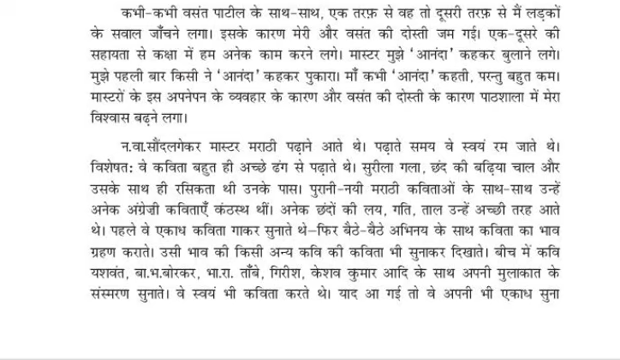 कभी-कभी वसंत पाटील के साथ-साथ, एक तरफ़ से वह तो दूसरी तरफ़ से मैं लड़कों
के सवाल जाँचने लगा। इसके कारण मेरी और वसंत की दोस्ती जम गई। एक-दूसरे की
सहायता से कक्षा में हम अनेक काम करने लगे। मास्टर मुझे ‘आनंदा’ कहकर बुलाने लगे।
मुझे पहली बार किसी ने ‘आनंदा’ कहकर पुकारा। माँ कभी ‘आनंदा’ कहती, परन्तु बहुत कम।
मास्टरों के इस अपनेपन के व्यवहार के कारण और वसंत की दोस्ती के कारण पाठशाला में मेरा
विश्वास बढ़ने लगा।
न.वा.सौंदलगेकर मास्टर मराठी पढ़ाने आते थे। पढ़ाते समय वे स्वयं रम जाते थे।
विशेषत: वे कविता बहुत ही अच्छे ढंग से पढ़ाते थे। सुरीला गला, छंद की बढ़िया चाल और
उसके साथ ही रसिकता थी उनके पास। पुरानी-नयी मराठी कविताओं के साथ-साथ उन्हें
अनेक अंग्रेजी कविताएँ कंठस्थ थीं। अनेक छंदों की लय, गति, ताल उन्हें अच्छी तरह आते
थे। पहले वे एकाध कविता गाकर सुनाते थे–फिर बैठे-बैठे अभिनय के साथ कविता का भाव
ग्रहण कराते। उसी भाव की किसी अन्य कवि की कविता भी सुनाकर दिखाते। बीच में कवि
यशवंत, बा.भ.बोरकर, भा.रा. ताँबे, गिरीश, केशव कुमार आदि के साथ अपनी मुलाकात के
संस्मरण सुनाते। वे स्वयं भी कविता करते थे। याद आ गई तो वे अपनी भी एकाध सुना